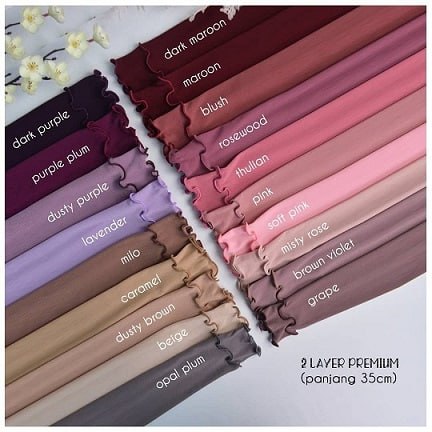 dark maroon
maroon
blush
rosewood
thulian
pink
soft pink
misty rose
brown violet
grape
dark purple
purple plum
dusty purple
lavender
milo
caramel
dusty brown
beige
opal plum
2 LAYER PREMIUM
(panjang 35cm)